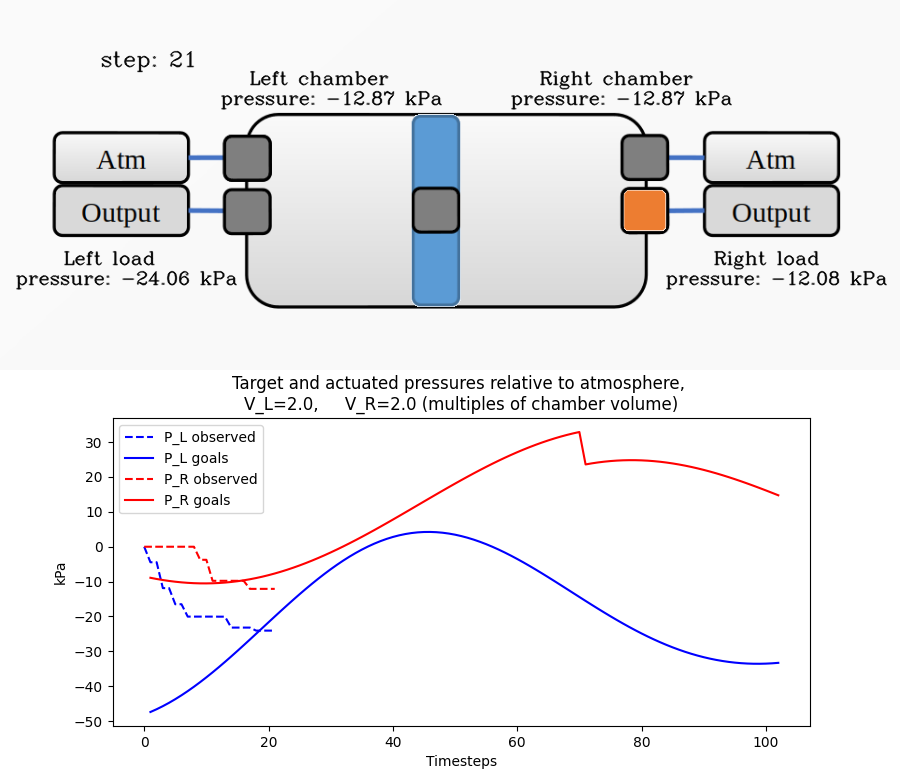 step: 21
Left chamber
pressure: −12.87 kPa
Right chamber
pressure: −12.87 kPa
Atm
Output
Atm
Output
Left load
pressure: −24.06 kPa
Right load
pressure: −12.08 kPa
Target and actuated pressures relative to atmosphere,
V_L=2.0, V_R=2.0 (multiples of chamber volume)
P_L observed
P_L goals
P_R observed
P_R goals
kPa
30
20
10
0
−10
−20
−30
−40
−50
0 20 40 60 80 100
Timesteps